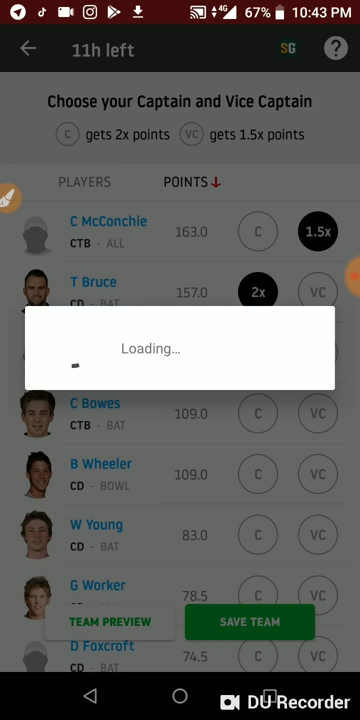 4G 67% 10:43 PM
11h left SG ?
Choose your Captain and Vice Captain
C gets 2x points VC gets 1.5x points
PLAYERS POINTS
C McConchie
CTB - ALL 163.0 C 1.5x
T Bruce
CD - BAT 157.0 2x VC
Loading...
C Bowes
CTB - BAT 109.0 C VC
B Wheeler
CD - BOWL 109.0 C VC
W Young
CD - BAT 83.0 C VC
G Worker
78.5 C VC
TEAM PREVIEW SAVE TEAM
D Foxcroft
CD - BAT 74.5 C VC
DU Recorder